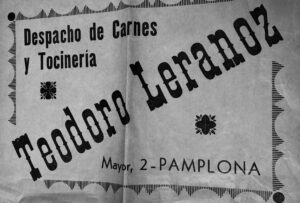 Despacho de Carnes
y Tocinería
Teodoro Leranoz
Mayor, 2-PAMPLONA